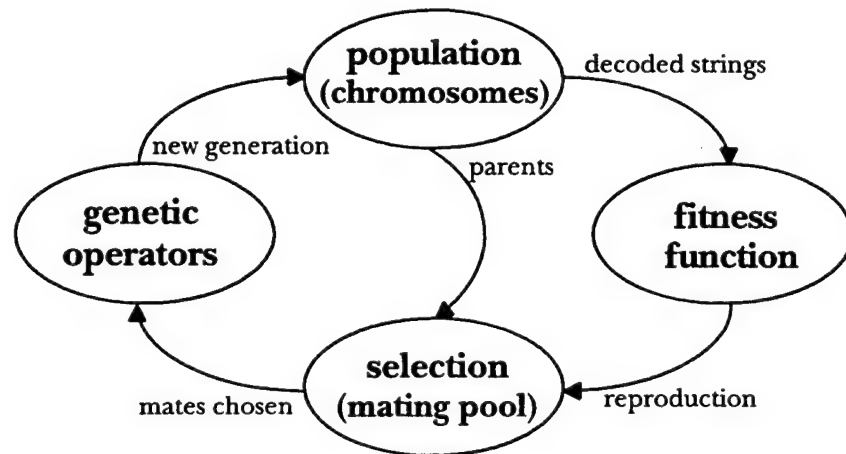 population
(chromosomes)
decoded strings
new generation
parents
genetic
operators
fitness
function
selection
(mating pool)
mates chosen
reproduction